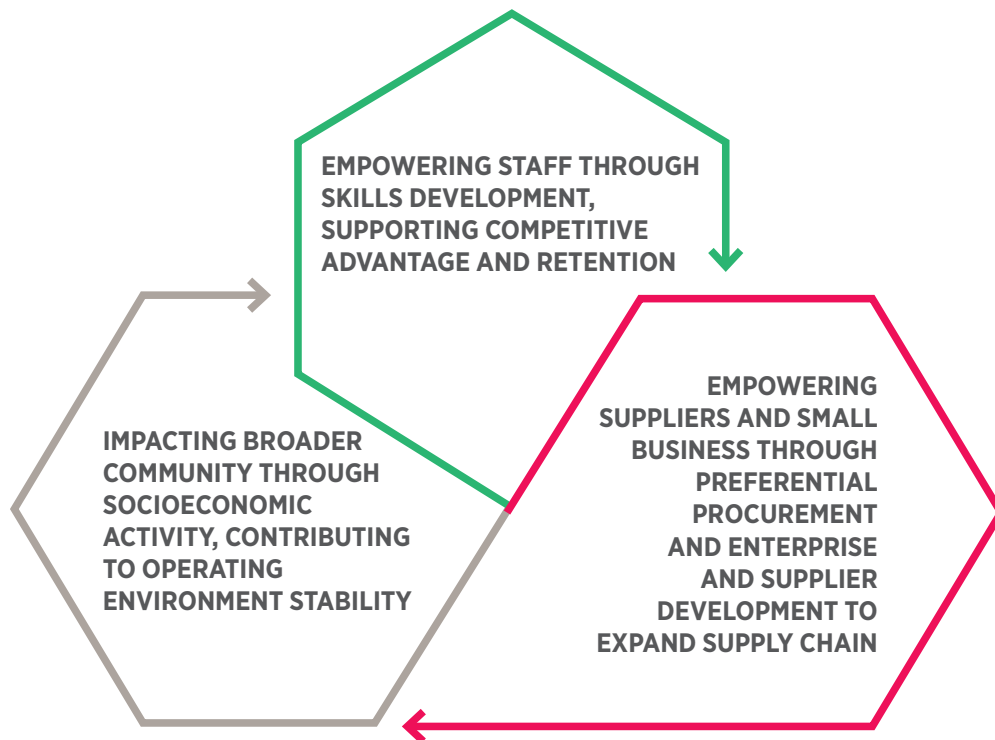 EMPOWERING STAFF THROUGH
SKILLS DEVELOPMENT,
SUPPORTING COMPETITIVE
ADVANTAGE AND RETENTION
IMPACTING BROADER
COMMUNITY THROUGH
SOCIOECONOMIC
ACTIVITY, CONTRIBUTING
TO OPERATING
ENVIRONMENT STABILITY
EMPOWERING
SUPPLIERS AND SMALL
BUSINESS THROUGH
PREFERENTIAL
PROCUREMENT
AND ENTERPRISE
AND SUPPLIER
DEVELOPMENT TO
EXPAND SUPPLY CHAIN